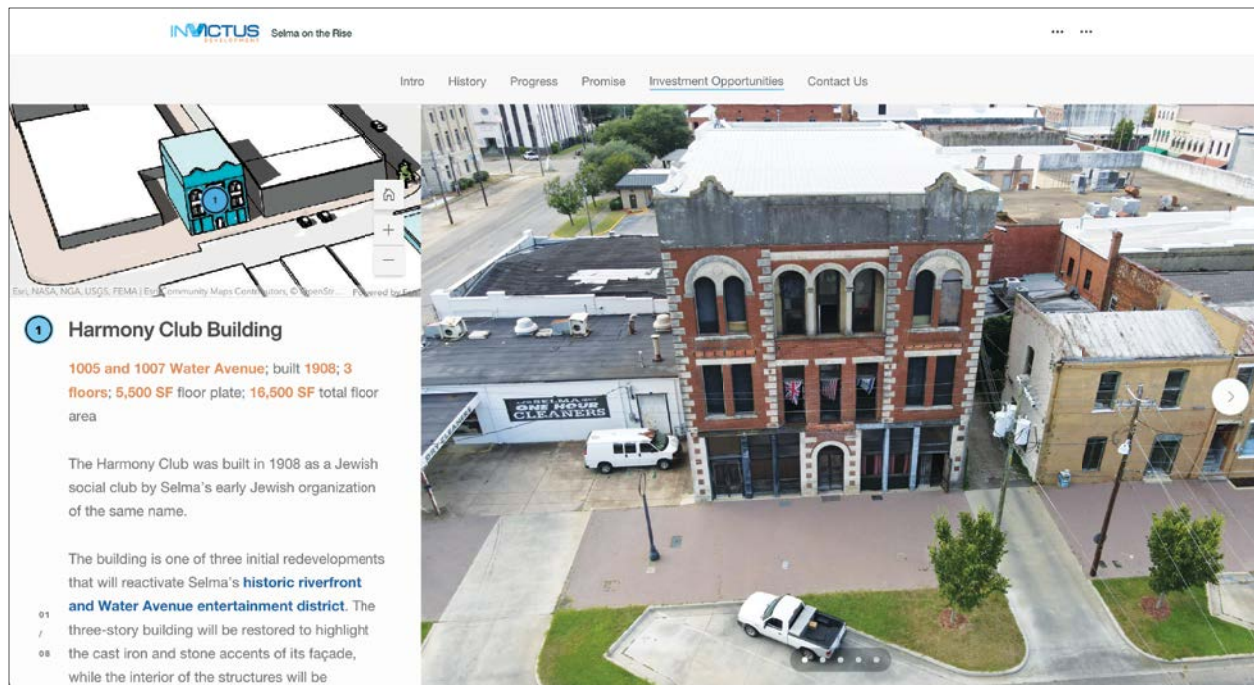 INVICTUS
DEVELOPMENT
Selma on the Rise
Intro History Progress Promise Investment Opportunities Contact Us
1
Esri, NASA, NGA, USGS, FEMA | Esri Community Maps Contributors, © OpenStr... Powered by Esri
1 Harmony Club Building
1005 and 1007 Water Avenue; built 1908; 3
floors; 5,500 SF floor plate; 16,500 SF total floor
area
The Harmony Club was built in 1908 as a Jewish
social club by Selma's early Jewish organization
of the same name.
The building is one of three initial redevelopments
that will reactivate Selma's historic riverfront
and Water Avenue entertainment district. The
three-story building will be restored to highlight
the cast iron and stone accents of its façade,
while the interior of the structures will be
01
/
08
SELMA
ONE HOUR
CLEANERS